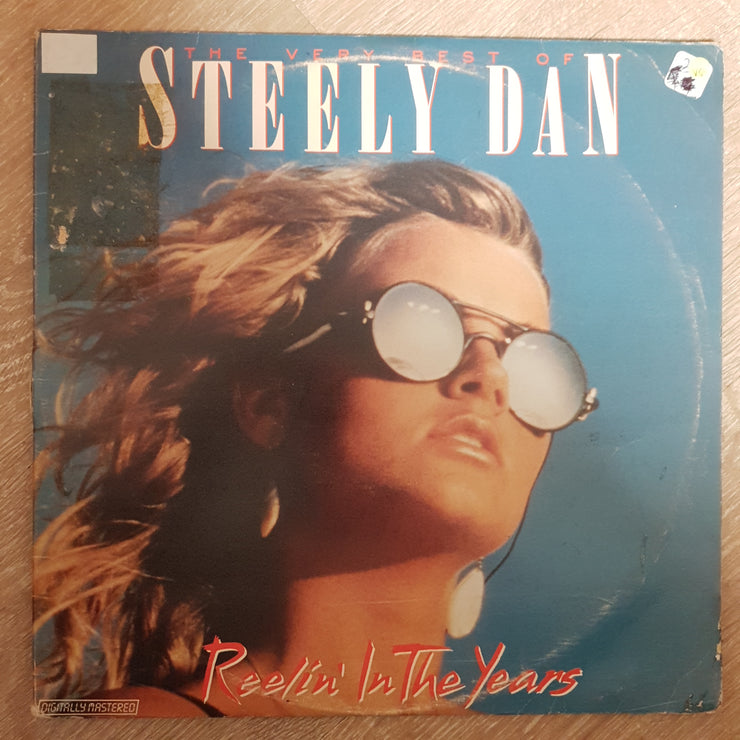 THE VERY BEST OF
STEELY DAN
Reelin' In The Years
DIGITALLY MASTERED